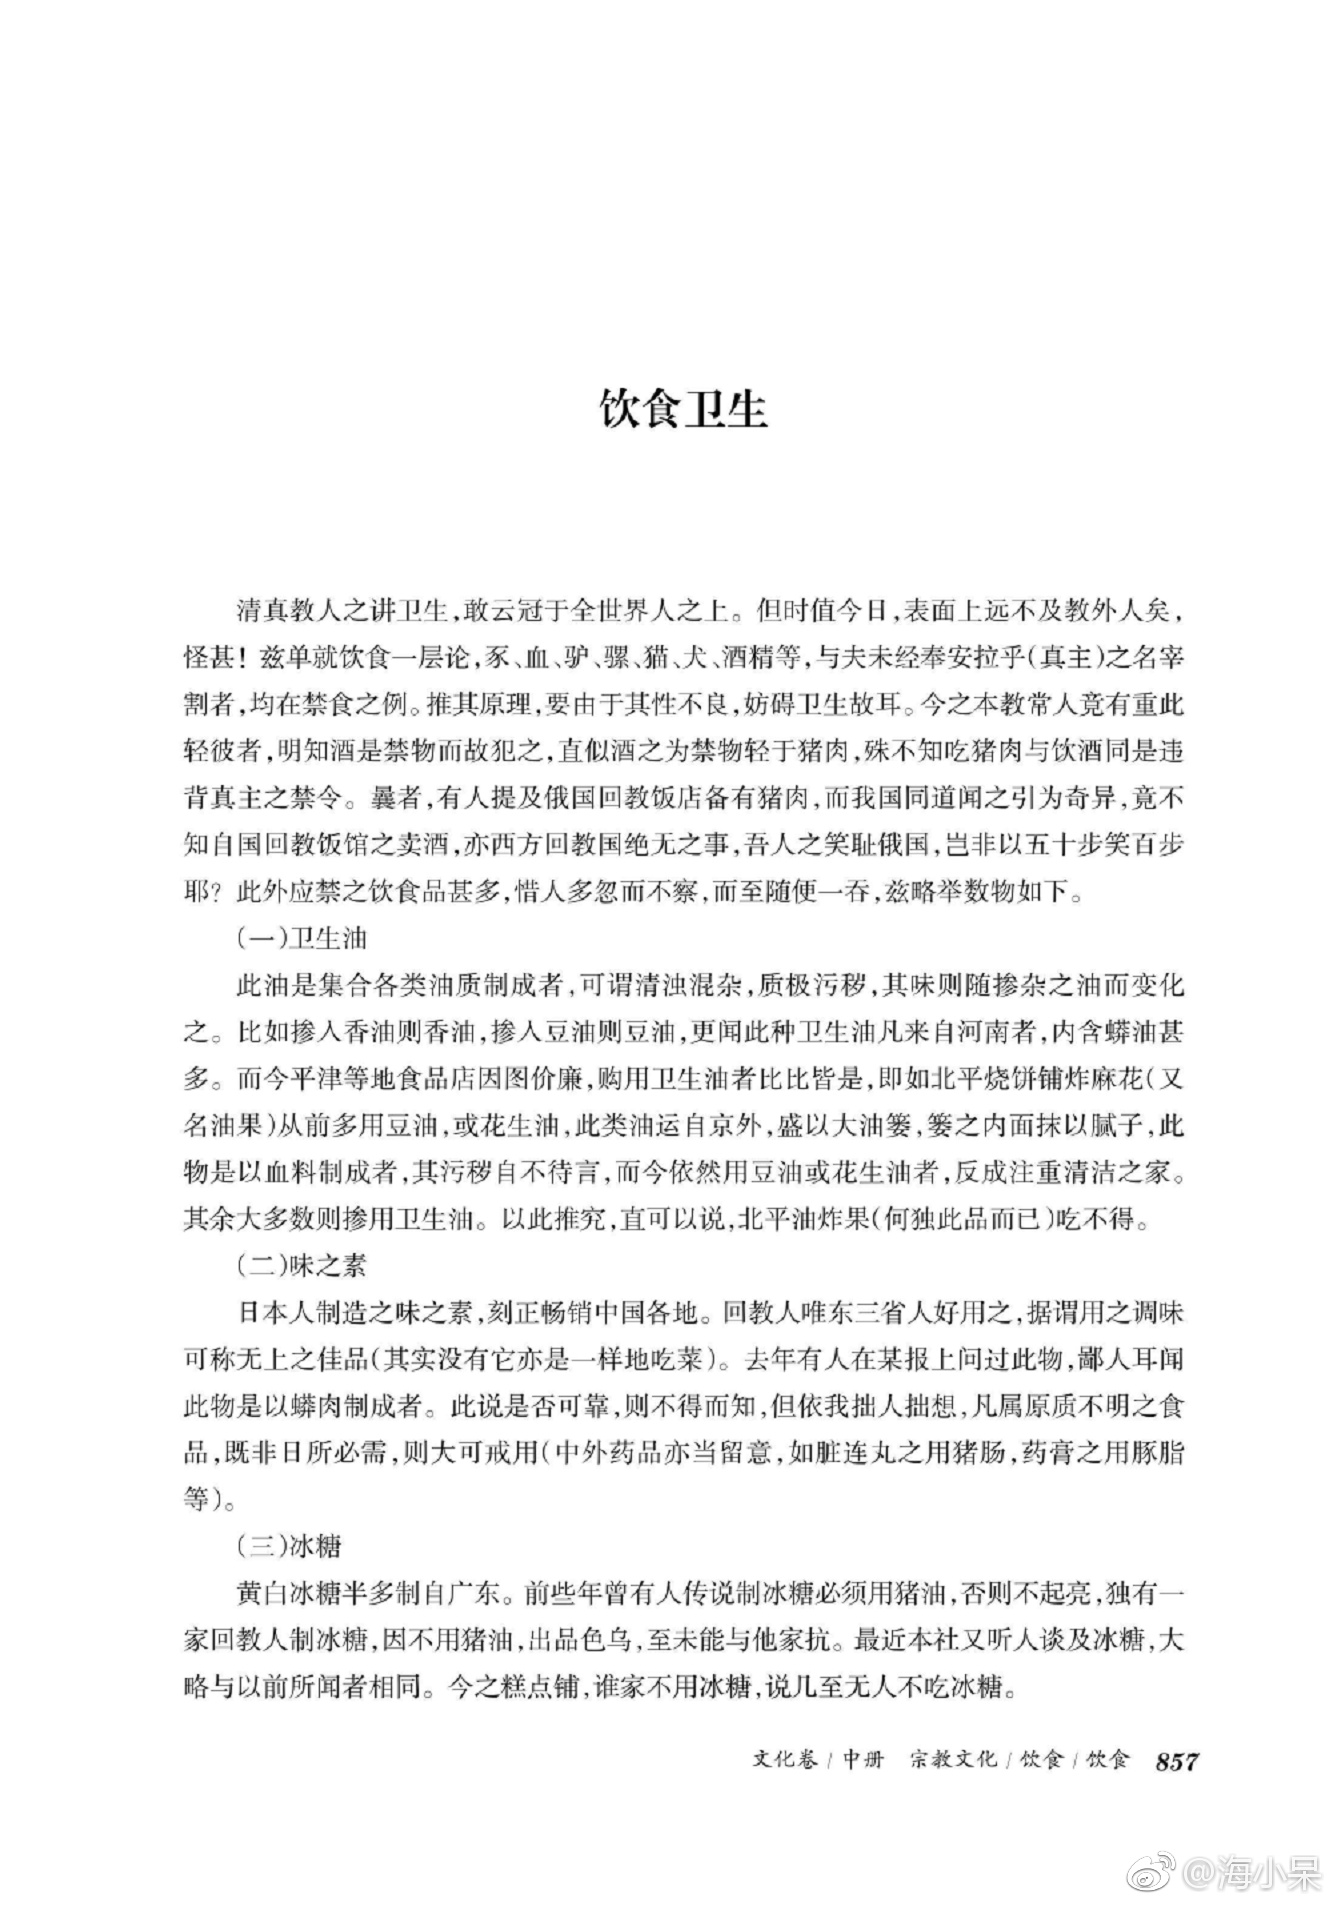 饮食卫生
清真教人之讲卫生,敢云冠于全世界人之上。但时值今日,表面上远不及教外人矣,
怪甚!兹单就饮食一层论,豕、血、驴、骡、猫、犬、酒精等,与夫未经奉安拉乎(真主)之名宰
割者,均在禁食之例。推其原理,要由于其性不良,妨碍卫生故耳。今之本教常人竟有重此
轻彼者,明知酒是禁物而故犯之,直似酒之为禁物轻于猪肉,殊不知吃猪肉与饮酒同是违
背真主之禁令。曩者,有人提及俄国回教饭店备有猪肉,而我国同道闻之引为奇异,竟不
知自国回教饭馆之卖酒,亦西方回教国绝无之事,吾人之笑耻俄国,岂非以五十步笑百步
耶?此外应禁之饮食品甚多,惜人多忽而不察,而至随便一吞,兹略举数物如下。
(一)卫生油
此油是集合各类油质制成者,可谓清浊混杂,质极污秽,其味则随掺杂之油而变化
之。比如掺入香油则香油,掺人豆油则豆油,更闻此种卫生油凡来自河南者,内含蟒油甚
多。而今平津等地食品店因图价廉,购用卫生油者比比皆是,即如北平烧饼铺炸麻花(又
名油果)从前多用豆油,或花生油,此类油运自京外,盛以大油篓,篓之内面抹以腻子,此
物是以血料制成者,其污秽自不待言,而今依然用豆油或花生油者,反成注重清洁之家。
其余大多数则掺用卫生油。以此推究,直可以说,北平油炸果(何独此品而已)吃不得。
(二)味之素
日本人制造之味之素,刻正畅销中国各地。回教人唯东三省人好用之,据谓用之调味
可称无上之佳品(其实没有它亦是一样地吃菜)。去年有人在某报上问过此物,鄙人耳闻
此物是以蟒肉制成者。此说是否可靠,则不得而知,但依我拙人拙想,凡属原质不明之食
品,既非日所必需,则大可戒用(中外药品亦当留意,如脏连丸之用猪肠,药膏之用豚脂
等)。
(三)冰糖
黄白冰糖半多制自广东。前些年曾有人传说制冰糖必须用猪油,否则不起亮,独有一
家回教人制冰糖,因不用猪油,出品色乌,至未能与他家抗。最近本社又听人谈及冰糖,大
略与以前所闻者相同。今之糕点铺,谁家不用冰糖,说几至无人不吃冰糖。
文化卷/中册 宗教文化/饮食/饮食 857
@海小呆